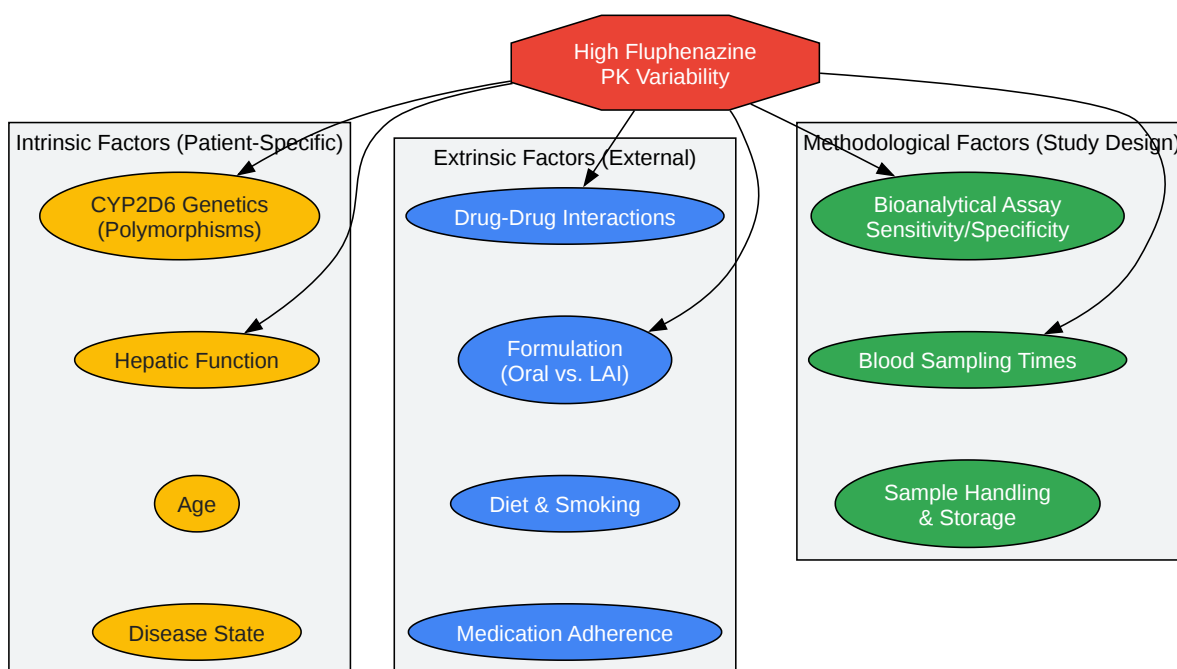 High Fluphenazine
PK Variability
Intrinsic Factors (Patient-Specific)
CYP2D6 Genetics
(Polymorphisms)
Hepatic Function
Age
Disease State
Extrinsic Factors (External)
Drug-Drug Interactions
Formulation
(Oral vs. LAI)
Diet & Smoking
Medication Adherence
Methodological Factors (Study Design)
Bioanalytical Assay
Sensitivity/Specificity
Blood Sampling Times
Sample Handling
& Storage